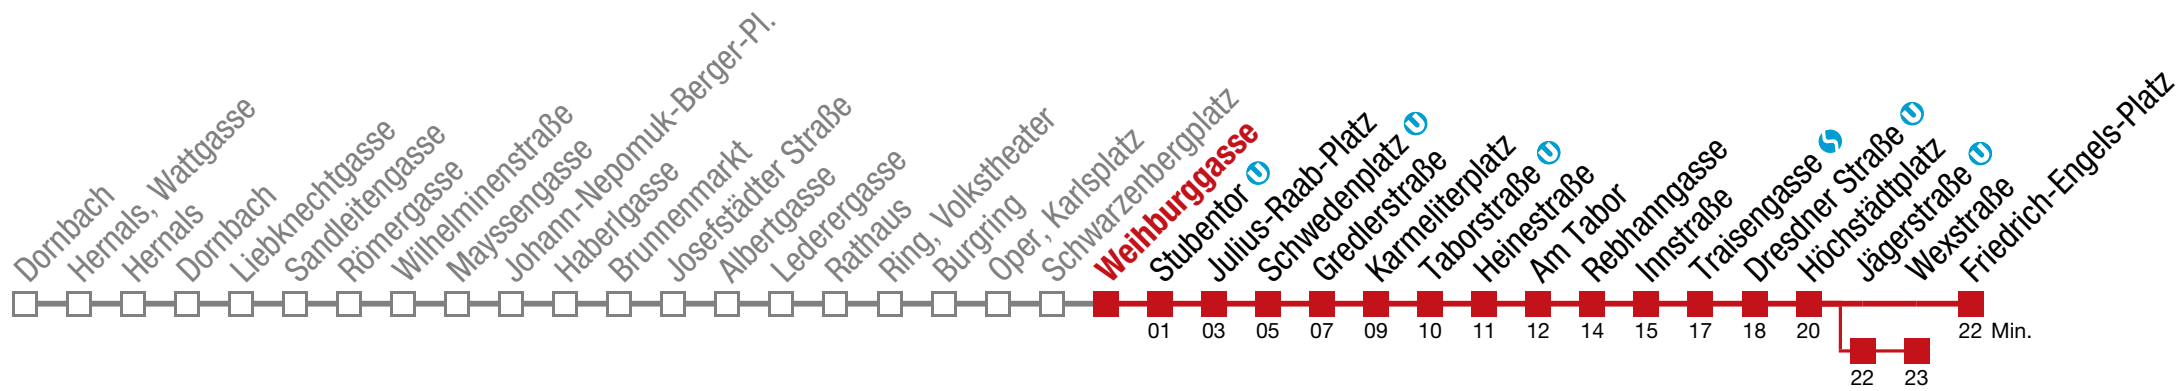 Dornbach
Hernals, Wattgasse
Hernals
Dornbach
Liebknechtgasse
Sandleitengasse
Römergasse
Wilhelminenstraße
Mayssengasse
Johann-Nepomuk-Berger-Pl.
Haberlgasse
Brunnenmarkt
Josefstädter Straße
Albertgasse
Lederergasse
Rathaus
Ring, Volkstheater
Burgring
Oper, Karlsplatz
Schwarzenbergplatz
Weihburggasse
Stubentor U
Julius-Raab-Platz
Schwedenplatz U
Gredlerstraße
Karmeliterplatz
Taborstraße U
Heinestraße
Am Tabor
Rebhanngasse
Innstraße
Traisengasse S
Dresdner Straße U
Höchstädtplatz
Jägerstraße U
Wexstraße
Friedrich-Engels-Platz
01 03 05 07 09 10 11 12 14 15 17 18 20 22 Min.
22 23